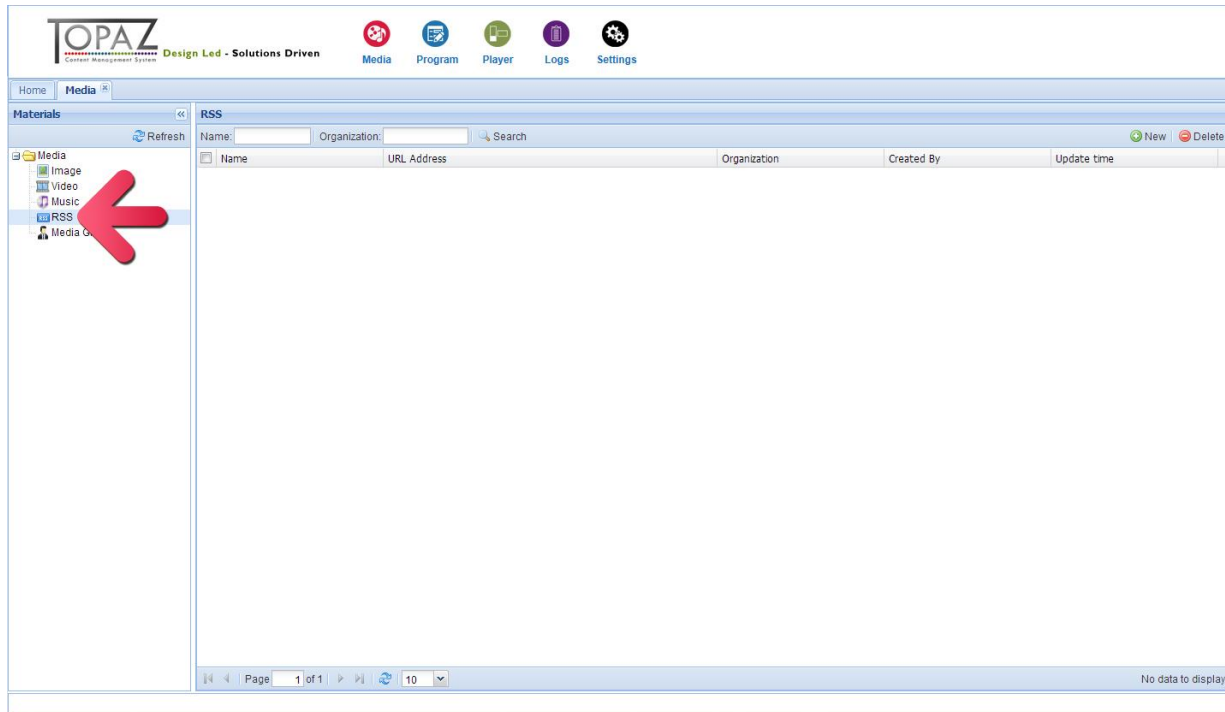 TOPAZ
Content Management System
Design Led - Solutions Driven
Media Program Player Logs Settings
Home Media
Materials
Refresh
Media
Image
Video
Music
RSS
Media
RSS
Name: Organization: Search New Delete
Name URL Address Organization Created By Update time
Page 1 of 1 10 No data to display